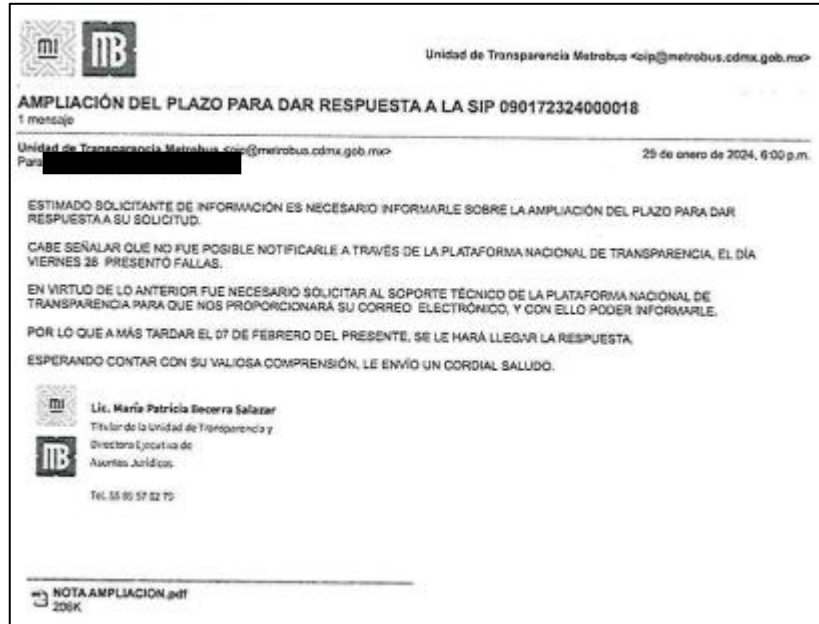 mi MB
Unidad de Transparencia Metrobus <oip@metrobus.cdmx.gob.mx>
AMPLIACIÓN DEL PLAZO PARA DAR RESPUESTA A LA SIP 090172324000018
1 mensaje
Unidad de Transparencia Metrobus <oip@metrobus.cdmx.gob.mx>
29 de enero de 2024, 6:00 p.m.
Para
ESTIMADO SOLICITANTE DE INFORMACIÓN ES NECESARIO INFORMARLE SOBRE LA AMPLIACIÓN DEL PLAZO PARA DAR
RESPUESTA A SU SOLICITUD.
CABE SEÑALAR QUE NO FUE POSIBLE NOTIFICARLE A TRAVÉS DE LA PLATAFORMA NACIONAL DE TRANSPARENCIA, EL DÍA
VIERNES 26 PRESENTÓ FALLAS.
EN VIRTUD DE LO ANTERIOR FUE NECESARIO SOLICITAR AL SOPORTE TÉCNICO DE LA PLATAFORMA NACIONAL DE
TRANSPARENCIA PARA QUE NOS PROPORCIONARÁ SU CORREO ELECTRÓNICO, Y CON ELLO PODER INFORMARLE.
POR LO QUE A MÁS TARDAR EL 07 DE FEBRERO DEL PRESENTE, SE LE HARÁ LLEGAR LA RESPUESTA.
ESPERANDO CONTAR CON SU VALIOSA COMPRENSIÓN, LE ENVÍO UN CORDIAL SALUDO.
mi
MB
Lic. María Patricia Becerra Salazar
Titular de la Unidad de Transparencia y
Directora Ejecutiva de
Asuntos Jurídicos
Tel. 55
NOTA AMPLIACION.pdf
206K